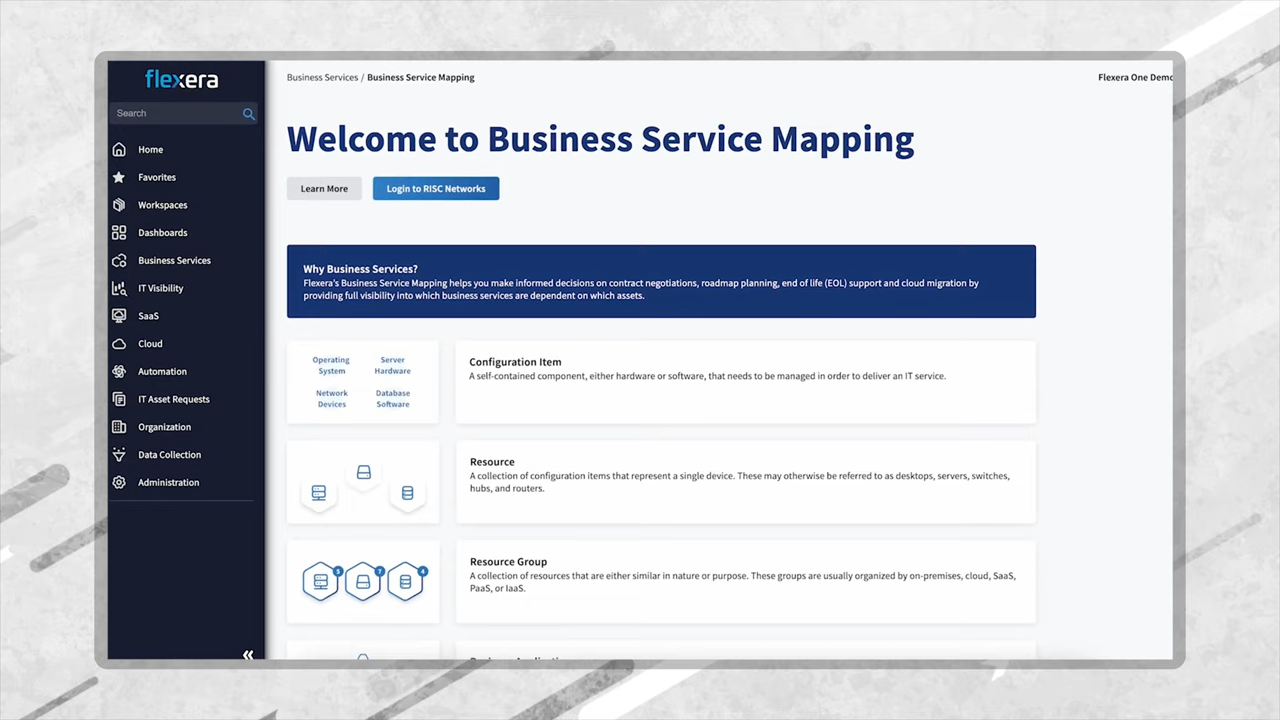 flexera
Search
Home
Favorites
Workspaces
Dashboards
Business Services
IT Visibility
SaaS
Cloud
Automation
IT Asset Requests
Organization
Data Collection
Administration
Business Services / Business Service Mapping
Flexera One Demo
Welcome to Business Service Mapping
Learn More
Login to RISC Networks
Why Business Services?
Flexera's Business Service Mapping helps you make informed decisions on contract negotiations, roadmap planning, end of life (EOL) support and cloud migration by
providing full visibility into which business services are dependent on which assets.
Operating System
Server Hardware
Network Devices
Database Software
Configuration Item
A self-contained component, either hardware or software, that needs to be managed in order to deliver an IT service.
Resource
A collection of configuration items that represent a single device. These may otherwise be referred to as desktops, servers, switches,
hubs, and routers.
5
7
4
Resource Group
A collection of resources that are either similar in nature or purpose. These groups are usually organized by on-premises, cloud, SaaS,
PaaS, or IaaS.